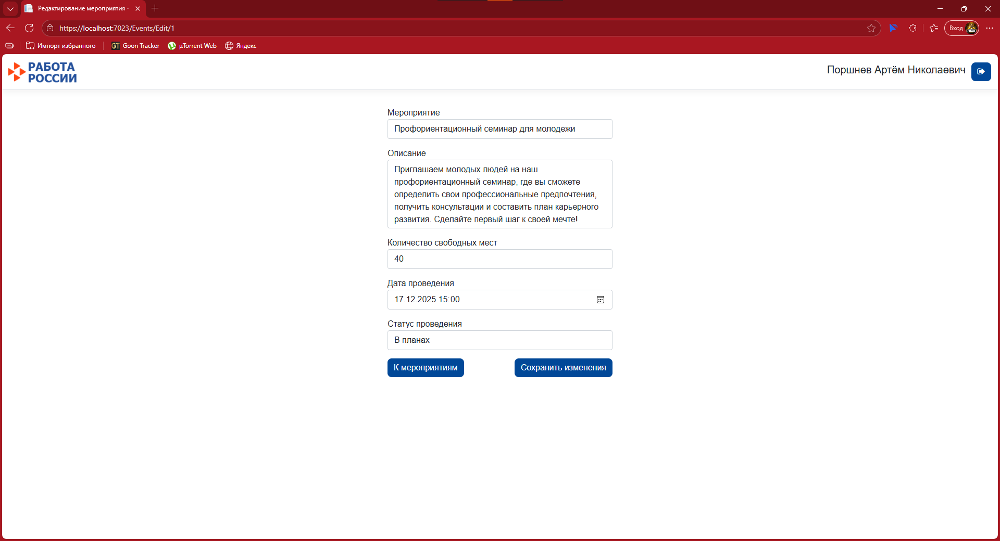 Редактирование мероприятия -
https://localhost:7023/Events/Edit/1
Вход
Импорт избранного
GT Goon Tracker
µTorrent Web
Яндекс
РАБОТА
РОССИИ
Поршнев Артём Николаевич
Мероприятие
Профориентационный семинар для молодежи
Описание
Приглашаем молодых людей на наш
профориентационный семинар, где вы сможете
определить свои профессиональные предпочтения,
получить консультации и составить план карьерного
развития. Сделайте первый шаг к своей мечте!
Количество свободных мест
40
Дата проведения
17.12.2025 15:00
Статус проведения
В планах
К мероприятиям
Сохранить изменения